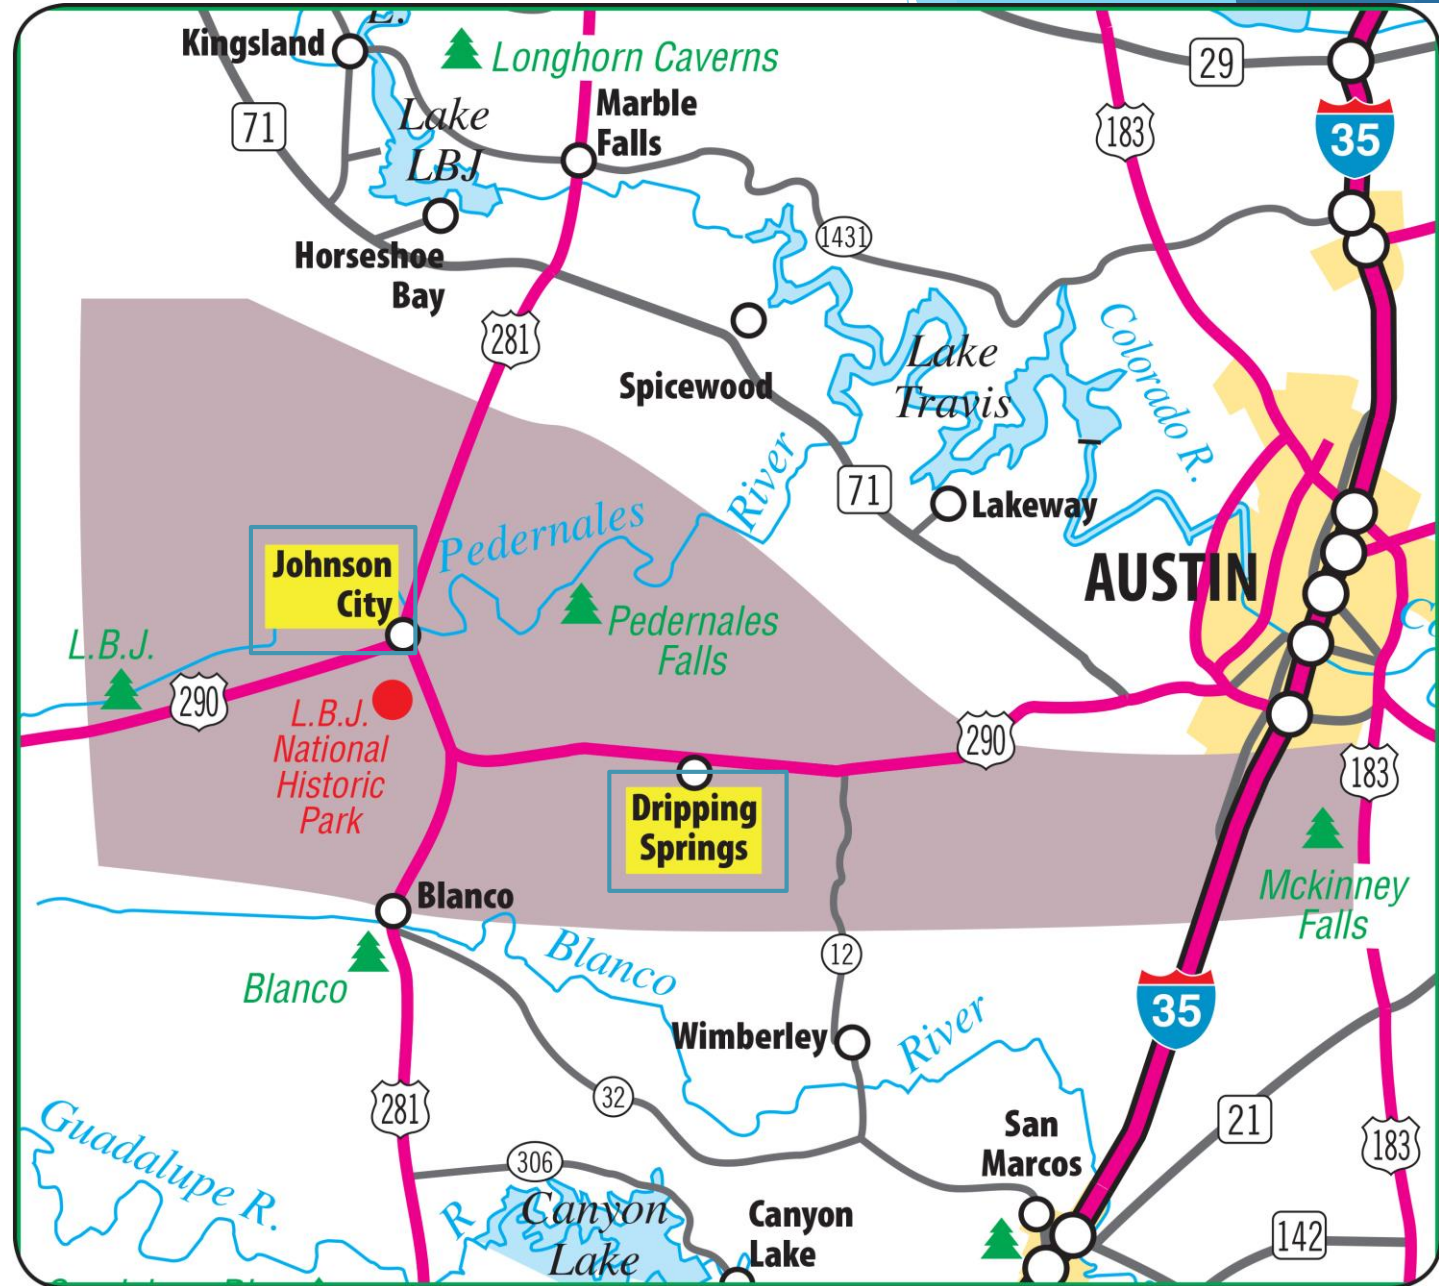 E.
Kingsland
Longhorn Caverns
29
71
Lake
LBJ
Marble
Falls
183
35
Horseshoe
Bay
1431
281
Spicewood
Lake
Travis
Colorado R.
River
71
Lakeway
Pedernales
Johnson
City
AUSTIN
L.B.J.
Pedernales
Falls
290
L.B.J.
National
Historic
Park
290
183
Dripping
Springs
Mckinney
Falls
Blanco
Blanco
12
Blanco
35
Wimberley
River
32
281
San
Marcos
21
183
Guadalupe R.
306
R
Canyon
Lake
Canyon
Lake
142